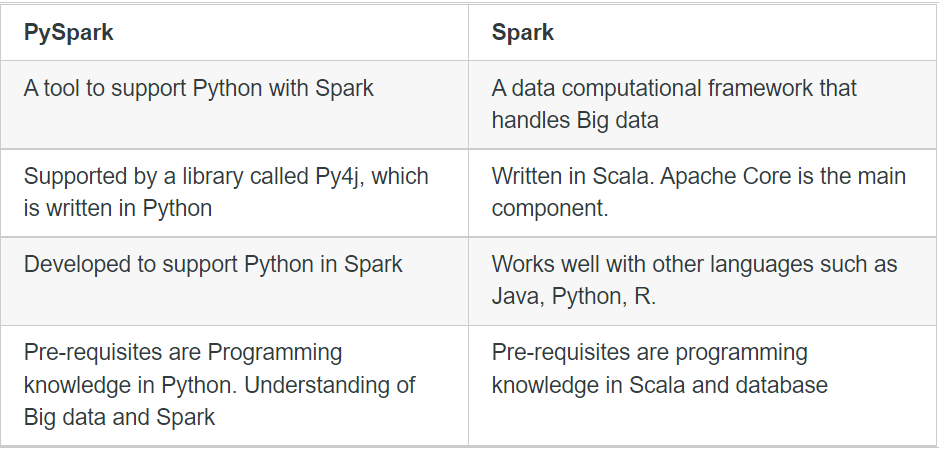 PySpark
Spark
A tool to support Python with Spark
A data computational framework that
handles Big data
Supported by a library called Py4j, which
is written in Python
Written in Scala. Apache Core is the main
component.
Developed to support Python in Spark
Works well with other languages such as
Java, Python, R.
Pre-requisites are Programming
knowledge in Python. Understanding of
Big data and Spark
Pre-requisites are programming
knowledge in Scala and database